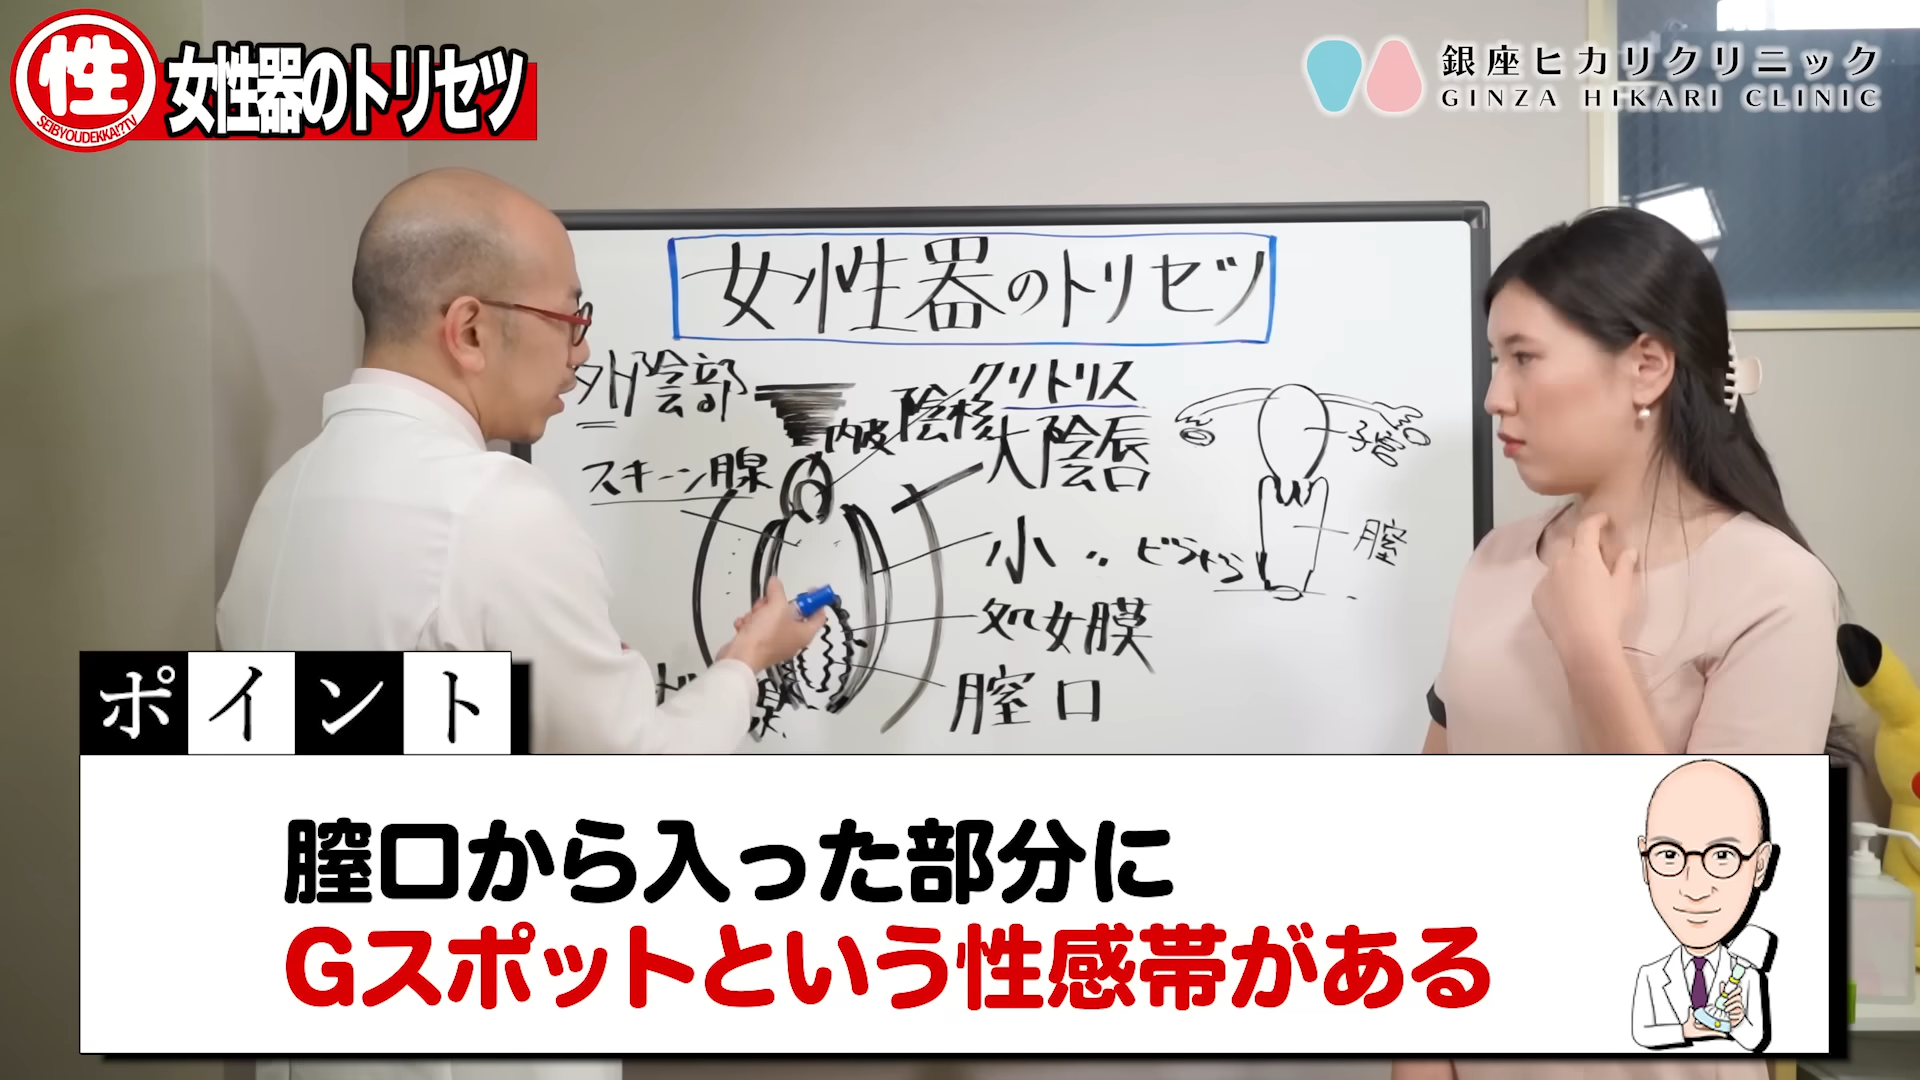 性
SEIBYOUDEKKA!?TV
女性器のトリセツ
銀座ヒカリクリニック
GINZA HIKARI CLINIC
女性器のトリセツ
外陰部
クリトリス
内皮
陰核
大陰唇
スキーン腺
子宮
小〃ビラビラ
膣
処女膜
膣口
腺
ポイント
膣口から入った部分に
Gスポットという性感帯がある